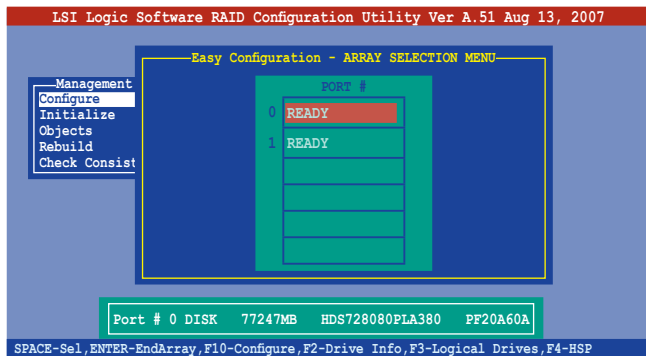 LSI Logic Software RAID Configuration Utility Ver A.51 Aug 13, 2007
Easy Configuration - ARRAY SELECTION MENU
Management
Configure
Initialize
Objects
Rebuild
Check Consist
PORT #
0 READY
1 READY
Port # 0 DISK 77247MB HDS728080PLA380 PF20A60A
SPACE-Sel,ENTER-EndArray,F10-Configure,F2-Drive Info,F3-Logical Drives,F4-HSP